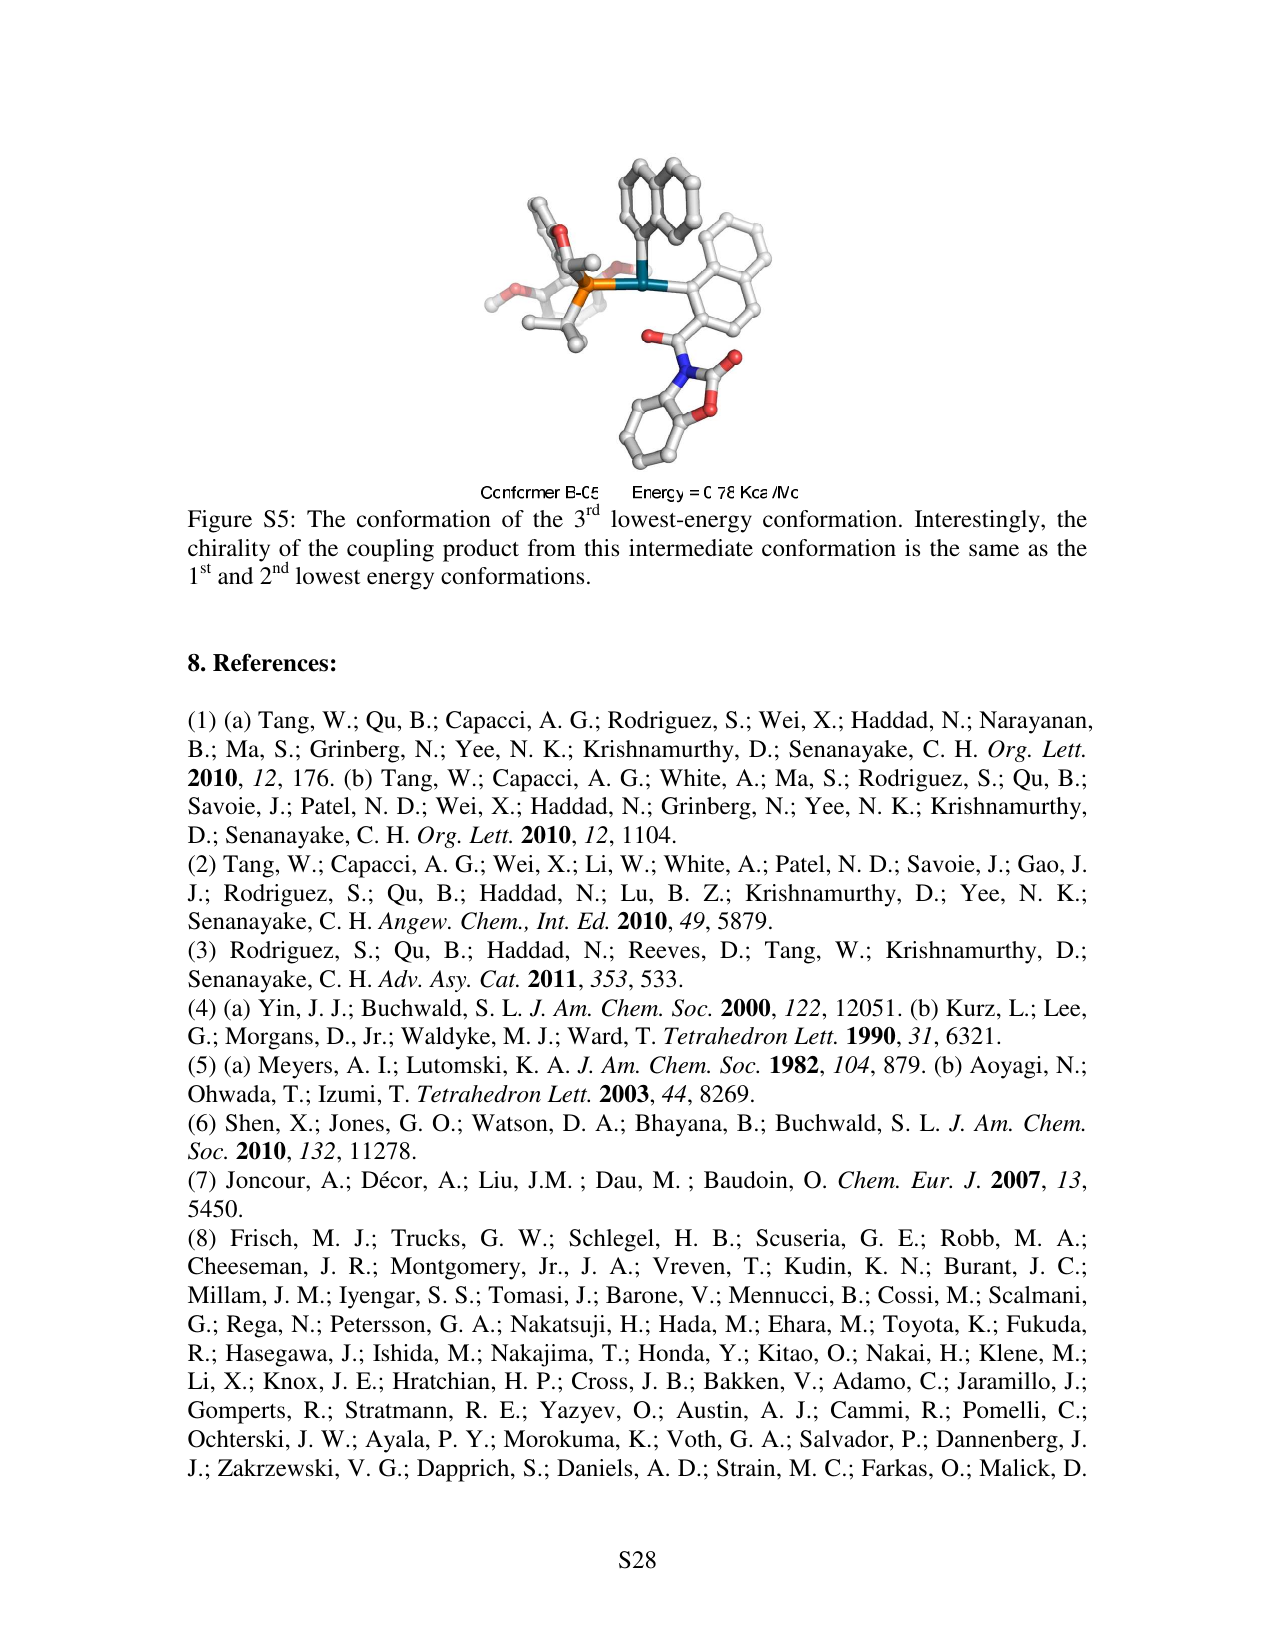 Conformer B-05 Energy = 0.78 Kcal/Mo
Figure S5: The conformation of the 3rd lowest-energy conformation. Interestingly, the
chirality of the coupling product from this intermediate conformation is the same as the
1st and 2nd lowest energy conformations.
8. References:
(1) (a) Tang, W.; Qu, B.; Capacci, A. G.; Rodriguez, S.; Wei, X.; Haddad, N.; Narayanan,
B.; Ma, S.; Grinberg, N.; Yee, N. K.; Krishnamurthy, D.; Senanayake, C. H. Org. Lett.
2010, 12, 176. (b) Tang, W.; Capacci, A. G.; White, A.; Ma, S.; Rodriguez, S.; Qu, B.;
Savoie, J.; Patel, N. D.; Wei, X.; Haddad, N.; Grinberg, N.; Yee, N. K.; Krishnamurthy,
D.; Senanayake, C. H. Org. Lett. 2010, 12, 1104.
(2) Tang, W.; Capacci, A. G.; Wei, X.; Li, W.; White, A.; Patel, N. D.; Savoie, J.; Gao, J.
J.; Rodriguez, S.; Qu, B.; Haddad, N.; Lu, B. Z.; Krishnamurthy, D.; Yee, N. K.;
Senanayake, C. H. Angew. Chem., Int. Ed. 2010, 49, 5879.
(3) Rodriguez, S.; Qu, B.; Haddad, N.; Reeves, D.; Tang, W.; Krishnamurthy, D.;
Senanayake, C. H. Adv. Asy. Cat. 2011, 353, 533.
(4) (a) Yin, J. J.; Buchwald, S. L. J. Am. Chem. Soc. 2000, 122, 12051. (b) Kurz, L.; Lee,
G.; Morgans, D., Jr.; Waldyke, M. J.; Ward, T. Tetrahedron Lett. 1990, 31, 6321.
(5) (a) Meyers, A. I.; Lutomski, K. A. J. Am. Chem. Soc. 1982, 104, 879. (b) Aoyagi, N.;
Ohwada, T.; Izumi, T. Tetrahedron Lett. 2003, 44, 8269.
(6) Shen, X.; Jones, G. O.; Watson, D. A.; Bhayana, B.; Buchwald, S. L. J. Am. Chem.
Soc. 2010, 132, 11278.
(7) Joncour, A.; Décor, A.; Liu, J.M. ; Dau, M. ; Baudoin, O. Chem. Eur. J. 2007, 13,
5450.
(8) Frisch, M. J.; Trucks, G. W.; Schlegel, H. B.; Scuseria, G. E.; Robb, M. A.;
Cheeseman, J. R.; Montgomery, Jr., J. A.; Vreven, T.; Kudin, K. N.; Burant, J. C.;
Millam, J. M.; Iyengar, S. S.; Tomasi, J.; Barone, V.; Mennucci, B.; Cossi, M.; Scalmani,
G.; Rega, N.; Petersson, G. A.; Nakatsuji, H.; Hada, M.; Ehara, M.; Toyota, K.; Fukuda,
R.; Hasegawa, J.; Ishida, M.; Nakajima, T.; Honda, Y.; Kitao, O.; Nakai, H.; Klene, M.;
Li, X.; Knox, J. E.; Hratchian, H. P.; Cross, J. B.; Bakken, V.; Adamo, C.; Jaramillo, J.;
Gomperts, R.; Stratmann, R. E.; Yazyev, O.; Austin, A. J.; Cammi, R.; Pomelli, C.;
Ochterski, J. W.; Ayala, P. Y.; Morokuma, K.; Voth, G. A.; Salvador, P.; Dannenberg, J.
J.; Zakrzewski, V. G.; Dapprich, S.; Daniels, A. D.; Strain, M. C.; Farkas, O.; Malick, D.
S28